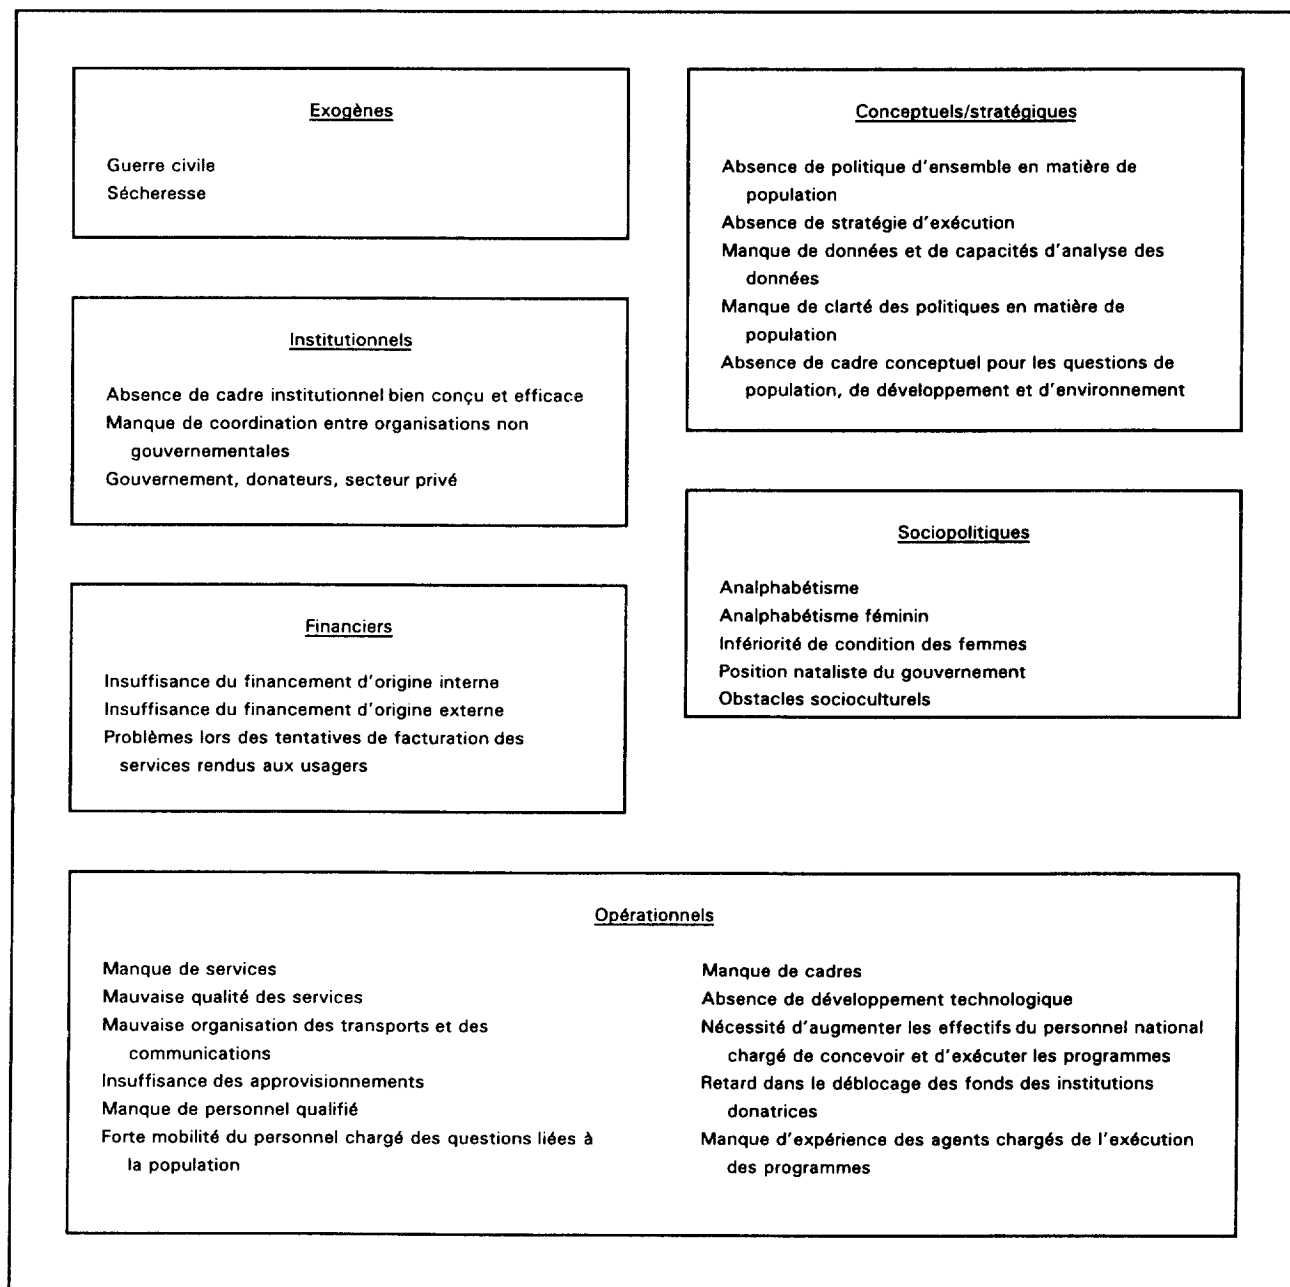 Exogènes
Guerre civile
Sécheresse
Institutionnels
Absence de cadre institutionnel bien conçu et efficace
Manque de coordination entre organisations non
gouvernementales
Gouvernement, donateurs, secteur privé
Financiers
Insuffisance du financement d'origine interne
Insuffisance du financement d'origine externe
Problèmes lors des tentatives de facturation des
services rendus aux usagers
Conceptuels/stratégiques
Absence de politique d'ensemble en matière de
population
Absence de stratégie d'exécution
Manque de données et de capacités d'analyse des
données
Manque de clarté des politiques en matière de
population
Absence de cadre conceptuel pour les questions de
population, de développement et d'environnement
Sociopolitiques
Analphabétisme
Analphabétisme féminin
Infériorité de condition des femmes
Position nataliste du gouvernement
Obstacles socioculturels
Opérationnels
Manque de services
Mauvaise qualité des services
Mauvaise organisation des transports et des
communications
Insuffisance des approvisionnements
Manque de personnel qualifié
Forte mobilité du personnel chargé des questions liées à
la population
Manque de cadres
Absence de développement technologique
Nécessité d'augmenter les effectifs du personnel national
chargé de concevoir et d'exécuter les programmes
Retard dans le déblocage des fonds des institutions
donatrices
Manque d'expérience des agents chargés de l'exécution
des programmes